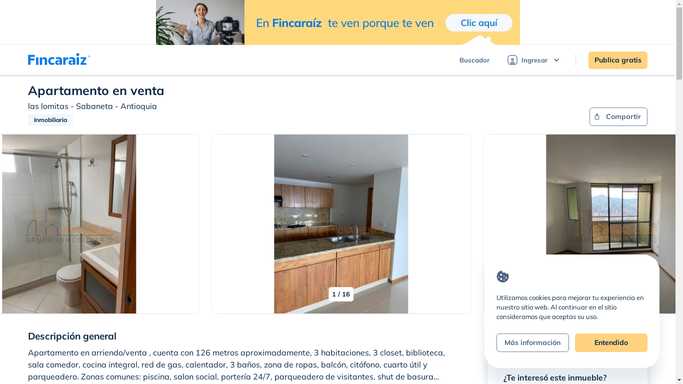 En Fincaraíz te ven porque te ven
Clic aquí
Fincaraiz
Buscador
Ingresar
Publica gratis
Apartamento en venta
las lomitas - Sabaneta - Antioquia
Inmobiliaria
Compartir
1 / 16
Utilizamos cookies para mejorar tu experiencia en
nuestro sitio web. Al continuar en el sitio
consideramos que aceptas su uso.
Más información
Entendido
Descripción general
Apartamento en arriendo/venta , cuenta con 126 metros aproximadamente, 3 habitaciones, 3 closet, biblioteca,
sala comedor, cocina integral, red de gas, calentador, 3 baños, zona de ropas, balcón, citófono, cuarto útil y
parqueadero. Zonas comunes: piscina, salon social, portería 24/7, parqueadero de visitantes, shut de basura...
¿Te interesó este inmueble?